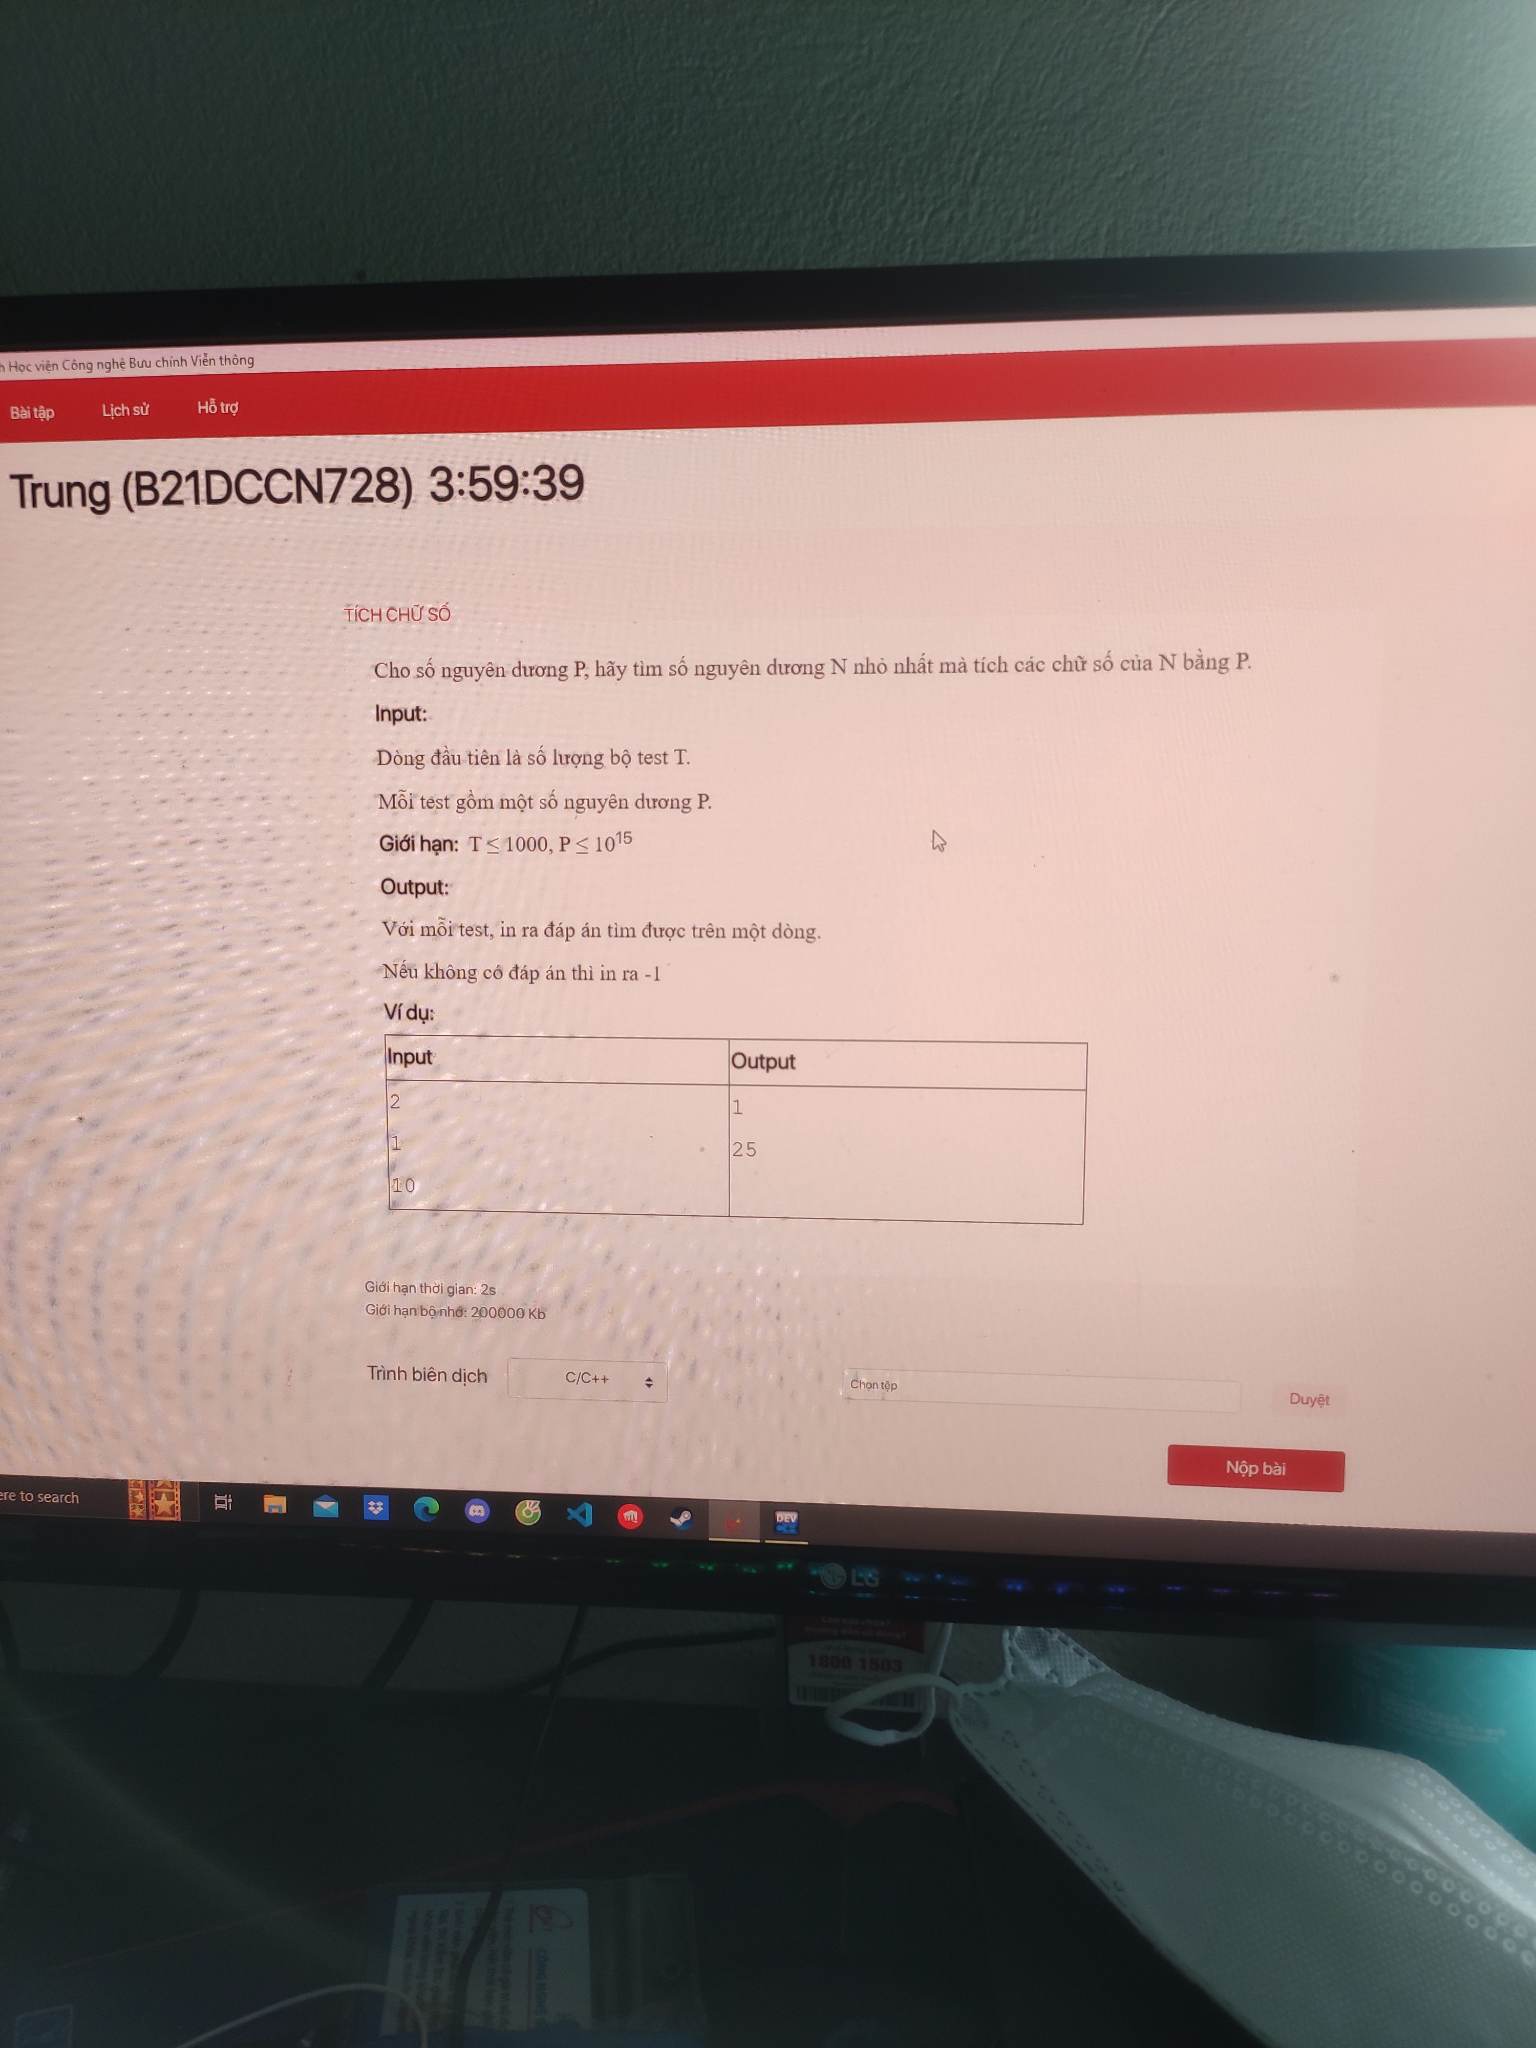 Học viện Công nghệ Bưu chính Viễn thông
Bài tập Lịch sử Hỗ trợ
Trung (B21DCCN728) 3:59:39
TÍCH CHỮ SỐ
Cho số nguyên dương P, hãy tìm số nguyên dương N nhỏ nhất mà tích các chữ số của N bằng P.
Input:
Dòng đầu tiên là số lượng bộ test T.
Mỗi test gồm một số nguyên dương P.
Giới hạn: T ≤ 1000, P ≤ 10^15
Output:
Với mỗi test, in ra đáp án tìm được trên một dòng.
Nếu không có đáp án thì in ra -1
Ví dụ:
Input Output
2 1
1 25
10
Giới hạn thời gian: 2s
Giới hạn bộ nhớ: 200000 Kb
Trình biên dịch C/C++ Chọn tệp Duyệt
Nộp bài
ere to search DEV
LG
1800 1503